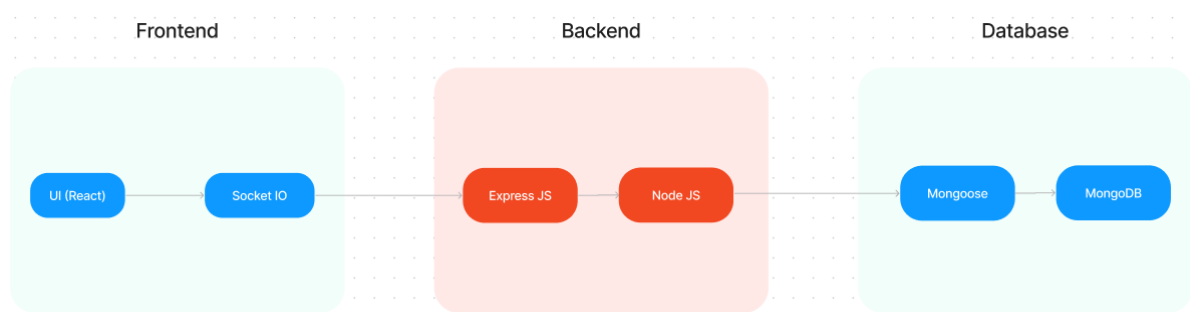 Frontend
Backend
Database
UI (React)
Socket IO
Express JS
Node JS
Mongoose
MongoDB